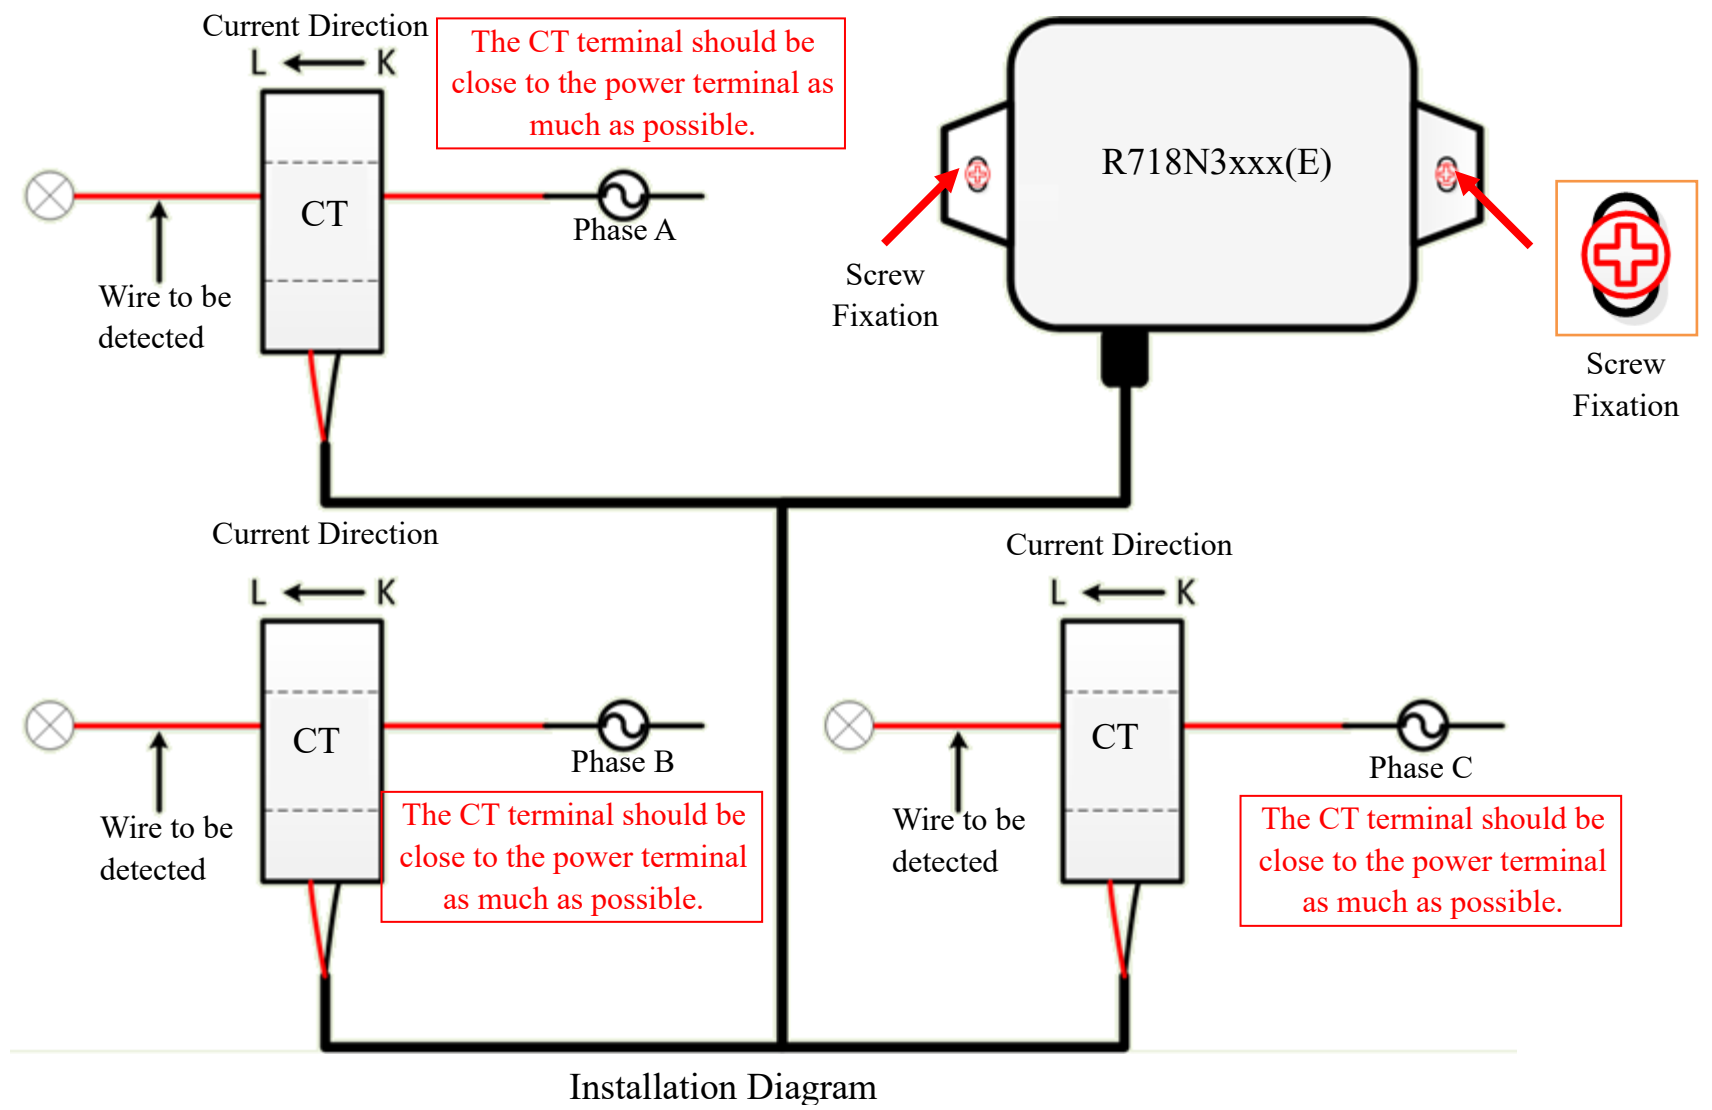 Current Direction
L K
The CT terminal should be
close to the power terminal as
much as possible.
CT
Phase A
Wire to be
detected
R718N3xxx(E)
Screw
Fixation
Screw
Fixation
Current Direction
L K
CT
Phase B
Wire to be
detected
The CT terminal should be
close to the power terminal
as much as possible.
Current Direction
L K
CT
Phase C
Wire to be
detected
The CT terminal should be
close to the power terminal
as much as possible.
Installation Diagram